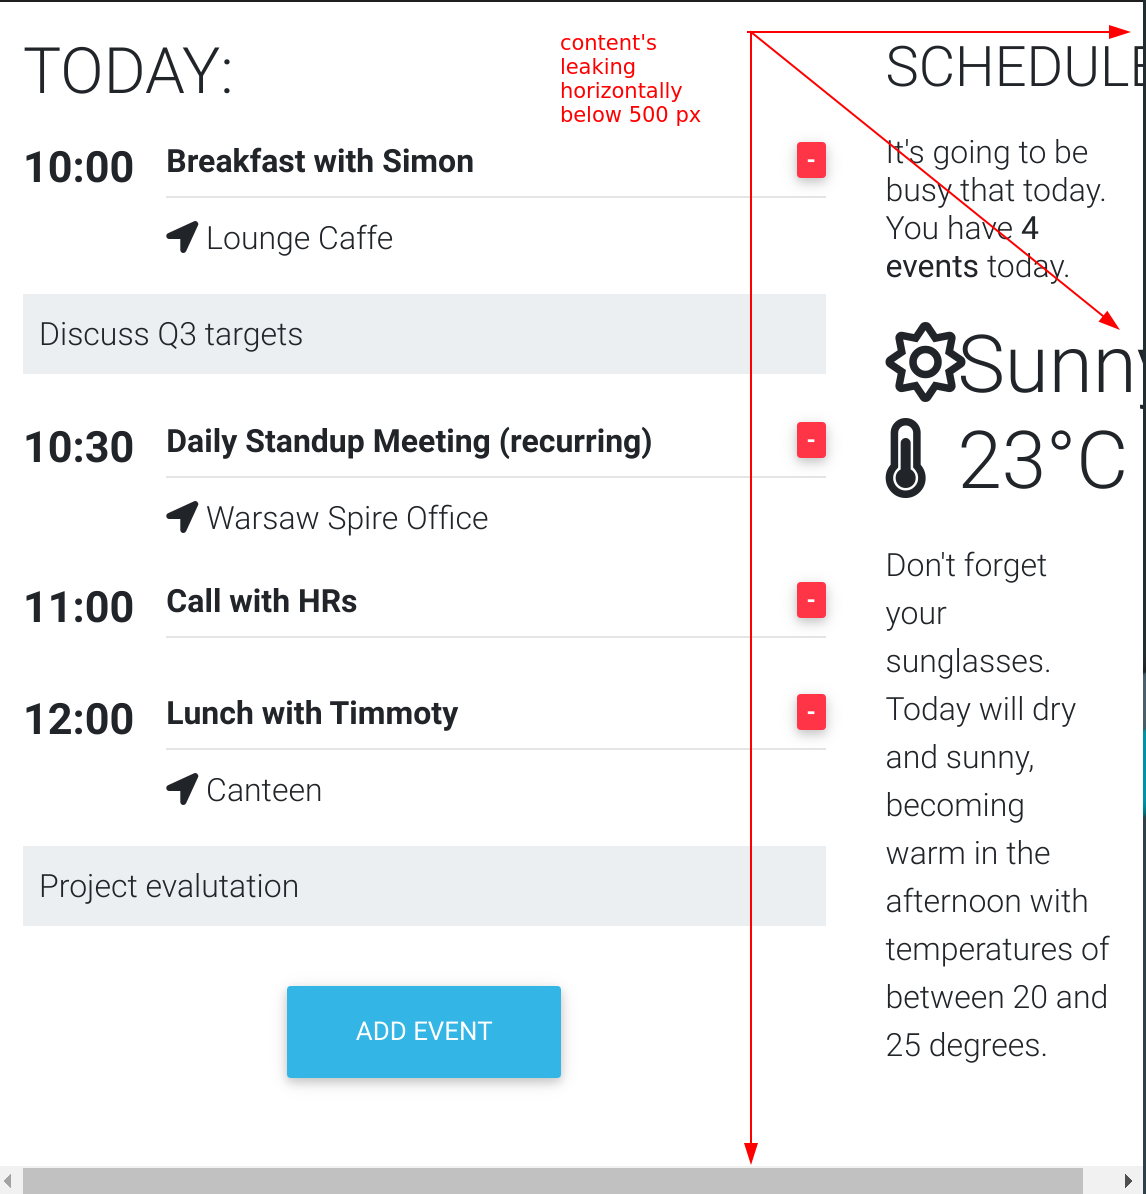 TODAY:
content's
leaking
horizontally
below 500 px
10:00
Breakfast with Simon
-
Lounge Caffe
Discuss Q3 targets
10:30
Daily Standup Meeting (recurring)
-
Warsaw Spire Office
11:00
Call with HRs
-
12:00
Lunch with Timmoty
-
Canteen
Project evalutation
ADD EVENT
SCHEDULE
It's going to be
busy that today.
You have 4
events today.
Sunny
23°C
Don't forget
your
sunglasses.
Today will dry
and sunny,
becoming
warm in the
afternoon with
temperatures of
between 20 and
25 degrees.